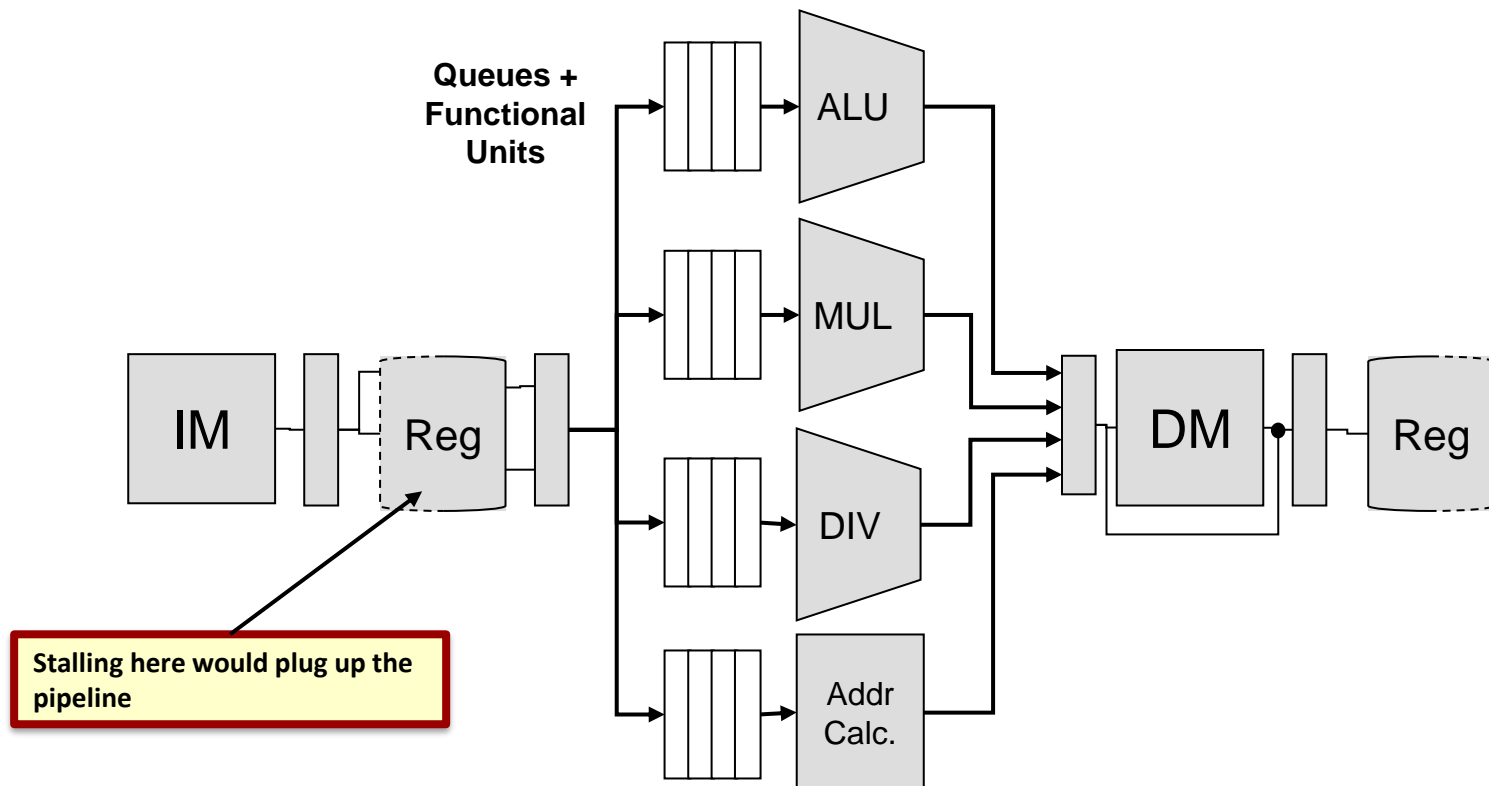 Queues +
Functional
Units
ALU
MUL
IM
Reg
DM
Reg
DIV
Stalling here would plug up the
pipeline
Addr
Calc.